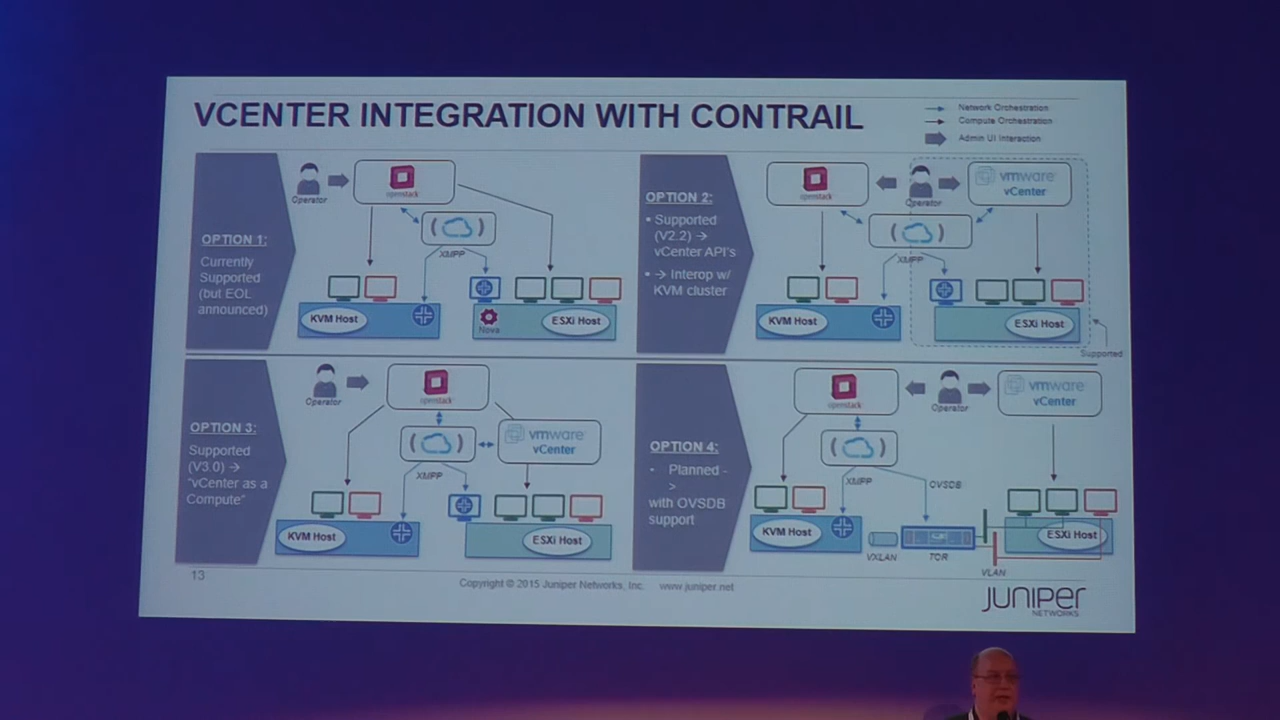 VCENTER INTEGRATION WITH CONTRAIL
Network Orchestration
Compute Orchestration
Admin UI Interaction
OPTION 1:
Currently
Supported
(but EOL
announced)
Operator
openstack
XMPP
KVM Host
Nova
ESXi Host
OPTION 2:
▪ Supported
(V2.2) →
vCenter API's
▪ → Interop w/
KVM cluster
openstack
Operator
vmware
vCenter
XMPP
KVM Host
ESXi Host
Supported
OPTION 3:
Supported
(V3.0) →
"vCenter as a
Compute"
Operator
openstack
vmware
vCenter
XMPP
KVM Host
ESXi Host
OPTION 4:
• Planned -
>
with OVSDB
support
openstack
Operator
vmware
vCenter
XMPP
OVSDB
KVM Host
VXLAN
TOR
VLAN
ESXi Host
13
Copyright © 2015 Juniper Networks, Inc. www.juniper.net
JUNIPER
NETWORKS